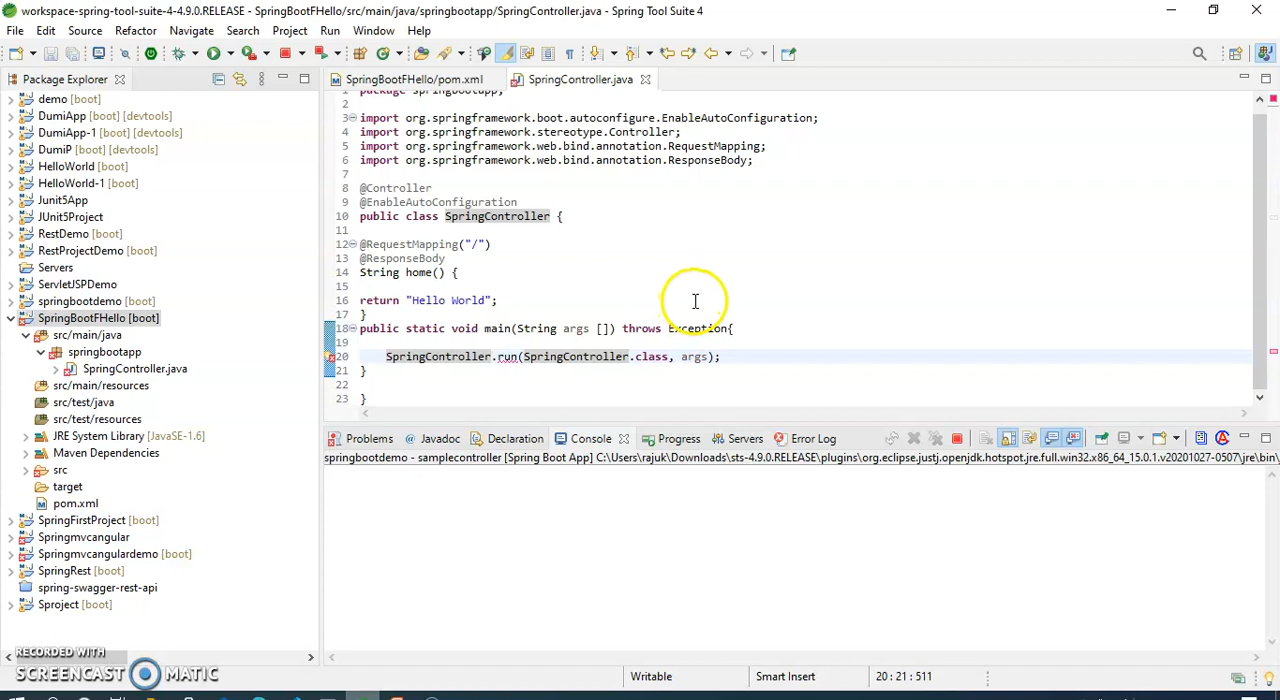 workspace-spring-tool-suite-4-4.9.0.RELEASE - SpringBootFHello/src/main/java/springbootapp/SpringController.java - Spring Tool Suite 4
File Edit Source Refactor Navigate Search Project Run Window Help
Package Explorer
SpringBootFHello/pom.xml
SpringController.java
demo [boot]
DumiApp [boot] [devtools]
DumiApp-1 [boot] [devtools]
DumiP [boot] [devtools]
HelloWorld [boot]
HelloWorld-1 [boot]
Junit5App
JUnit5Project
RestDemo [boot]
RestProjectDemo [boot]
Servers
ServletJSPDemo
springbootdemo [boot]
SpringBootFHello [boot]
src/main/java
springbootapp
SpringController.java
src/main/resources
src/test/java
src/test/resources
JRE System Library [JavaSE-1.6]
Maven Dependencies
src
target
pom.xml
SpringFirstProject [boot]
Springmvcangular
Springmvcangulardemo [boot]
SpringRest [boot]
spring-swagger-rest-api
Sproject [boot]
1 package springbootapp;
2
3 import org.springframework.boot.autoconfigure.EnableAutoConfiguration;
4 import org.springframework.stereotype.Controller;
5 import org.springframework.web.bind.annotation.RequestMapping;
6 import org.springframework.web.bind.annotation.ResponseBody;
7
8 @Controller
9 @EnableAutoConfiguration
10 public class SpringController {
11
12 @RequestMapping("/")
13 @ResponseBody
14 String home() {
15
16 return "Hello World";
17 }
18 public static void main(String args []) throws Exception{
19
20 SpringController.run(SpringController.class, args);
21 }
22
23 }
Problems Javadoc Declaration Console Progress Servers Error Log
springbootdemo - simplecontroller [Spring Boot App] C:\Users\rajuk\Downloads\sts-4.9.0.RELEASE\plugins\org.eclipse.justj.openjdk.hotspot.jre.full.win32.x86_64_15.0.1.v20201027-0507\jre\bin\
Writable
Smart Insert
20 : 21 : 511
RECORDED WITH
SCREENCAST MATIC